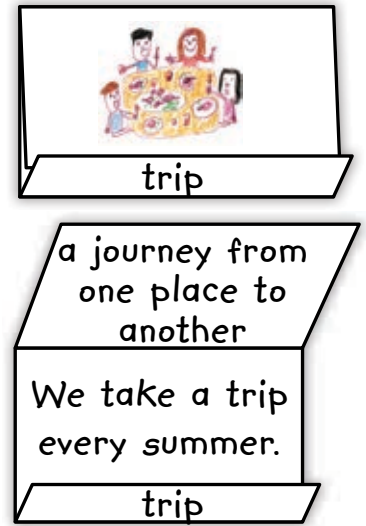 trip
a journey from
one place to
another
We take a trip
every summer.
trip